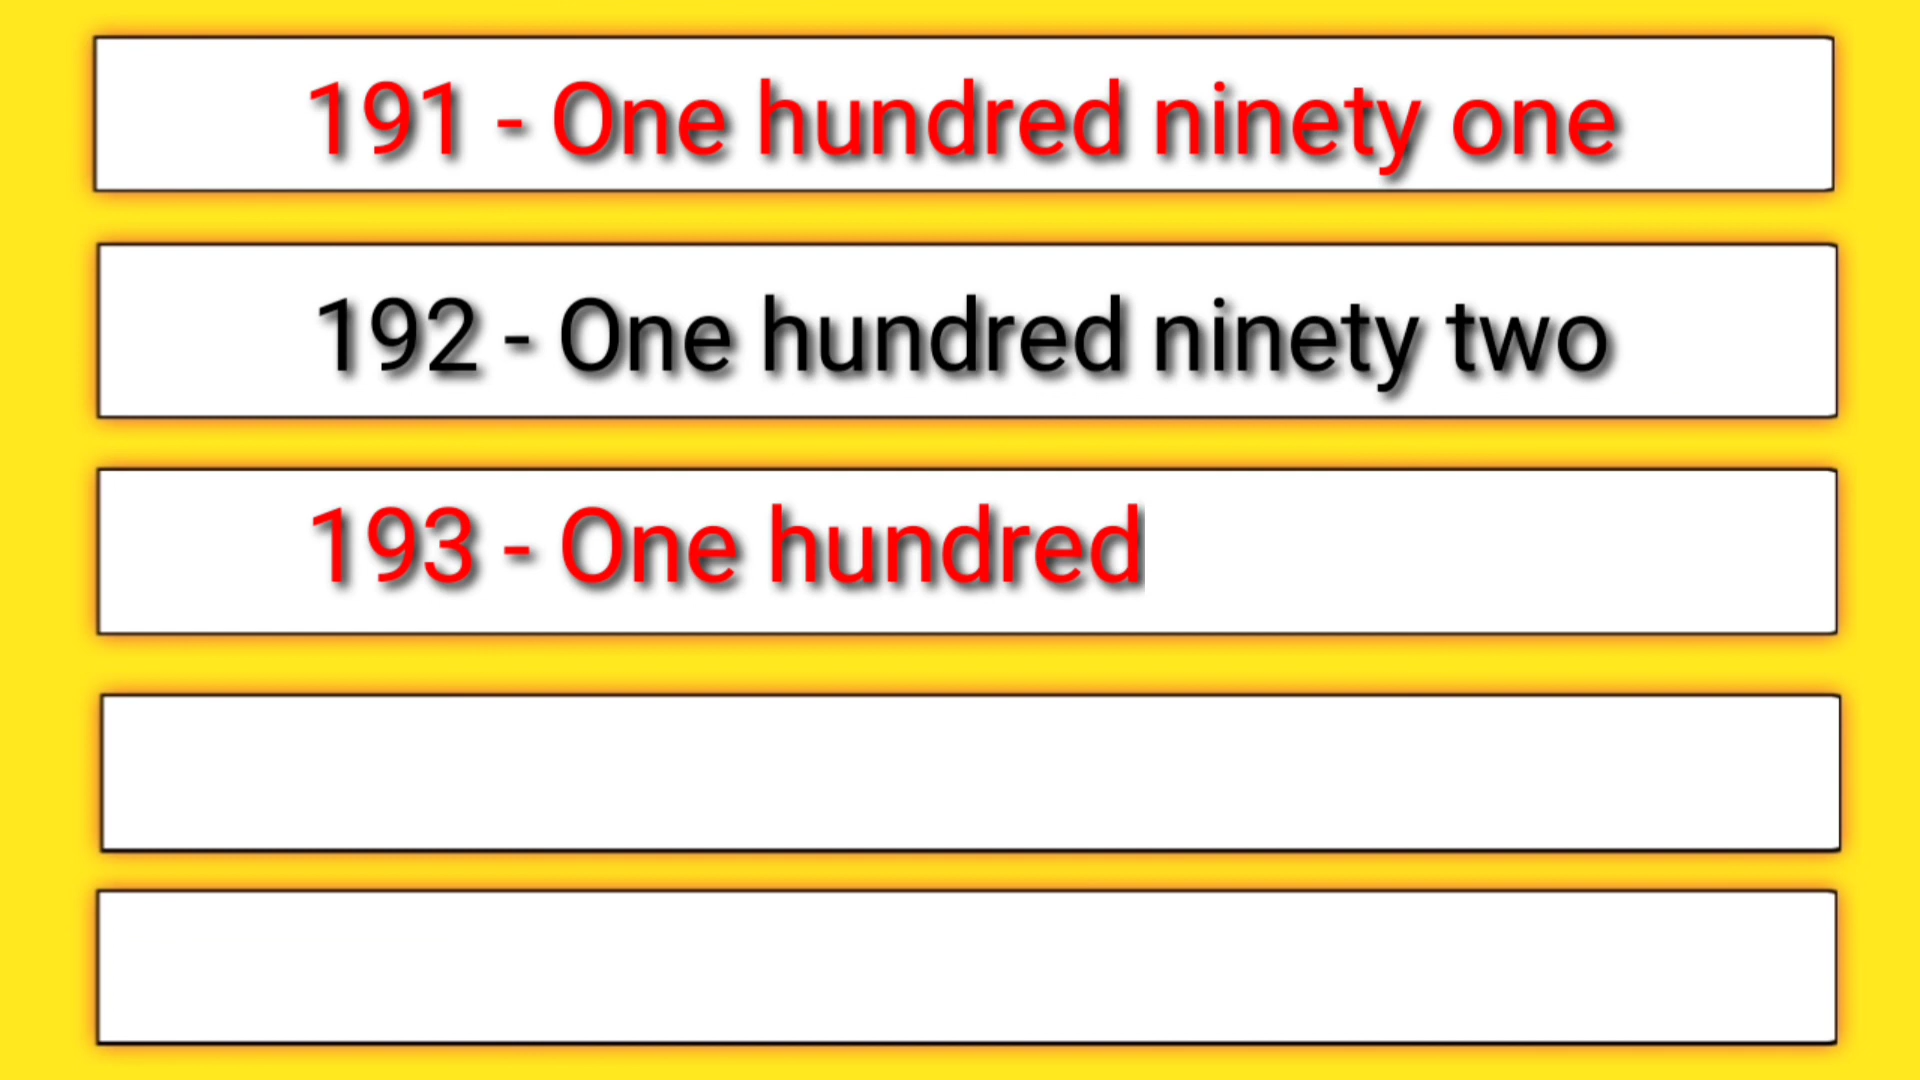 191 - One hundred ninety one
192 - One hundred ninety two
193 - One hundred